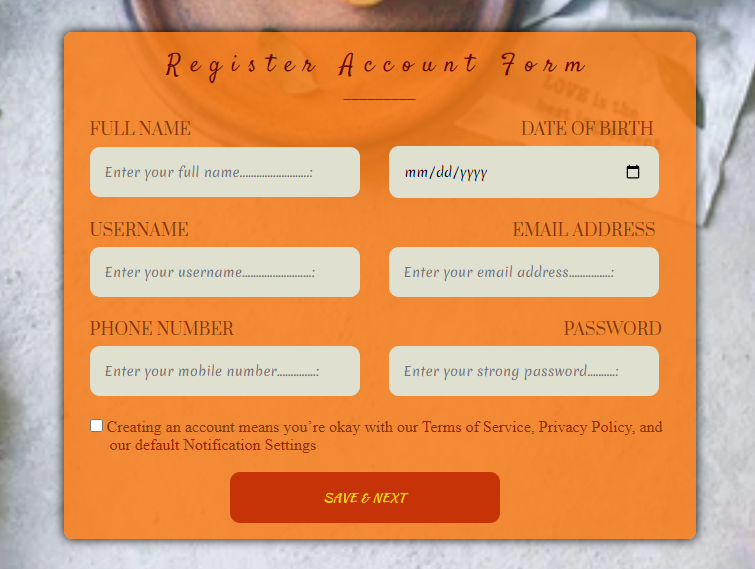 Register Account Form
FULL NAME
DATE OF BIRTH
Enter your full name........................:
mm/dd/yyyy
USERNAME
EMAIL ADDRESS
Enter your username........................:
Enter your email address...............:
PHONE NUMBER
PASSWORD
Enter your mobile number..............:
Enter your strong password..........:
Creating an account means you're okay with our Terms of Service, Privacy Policy, and
our default Notification Settings
SAVE & NEXT
LOVE is the